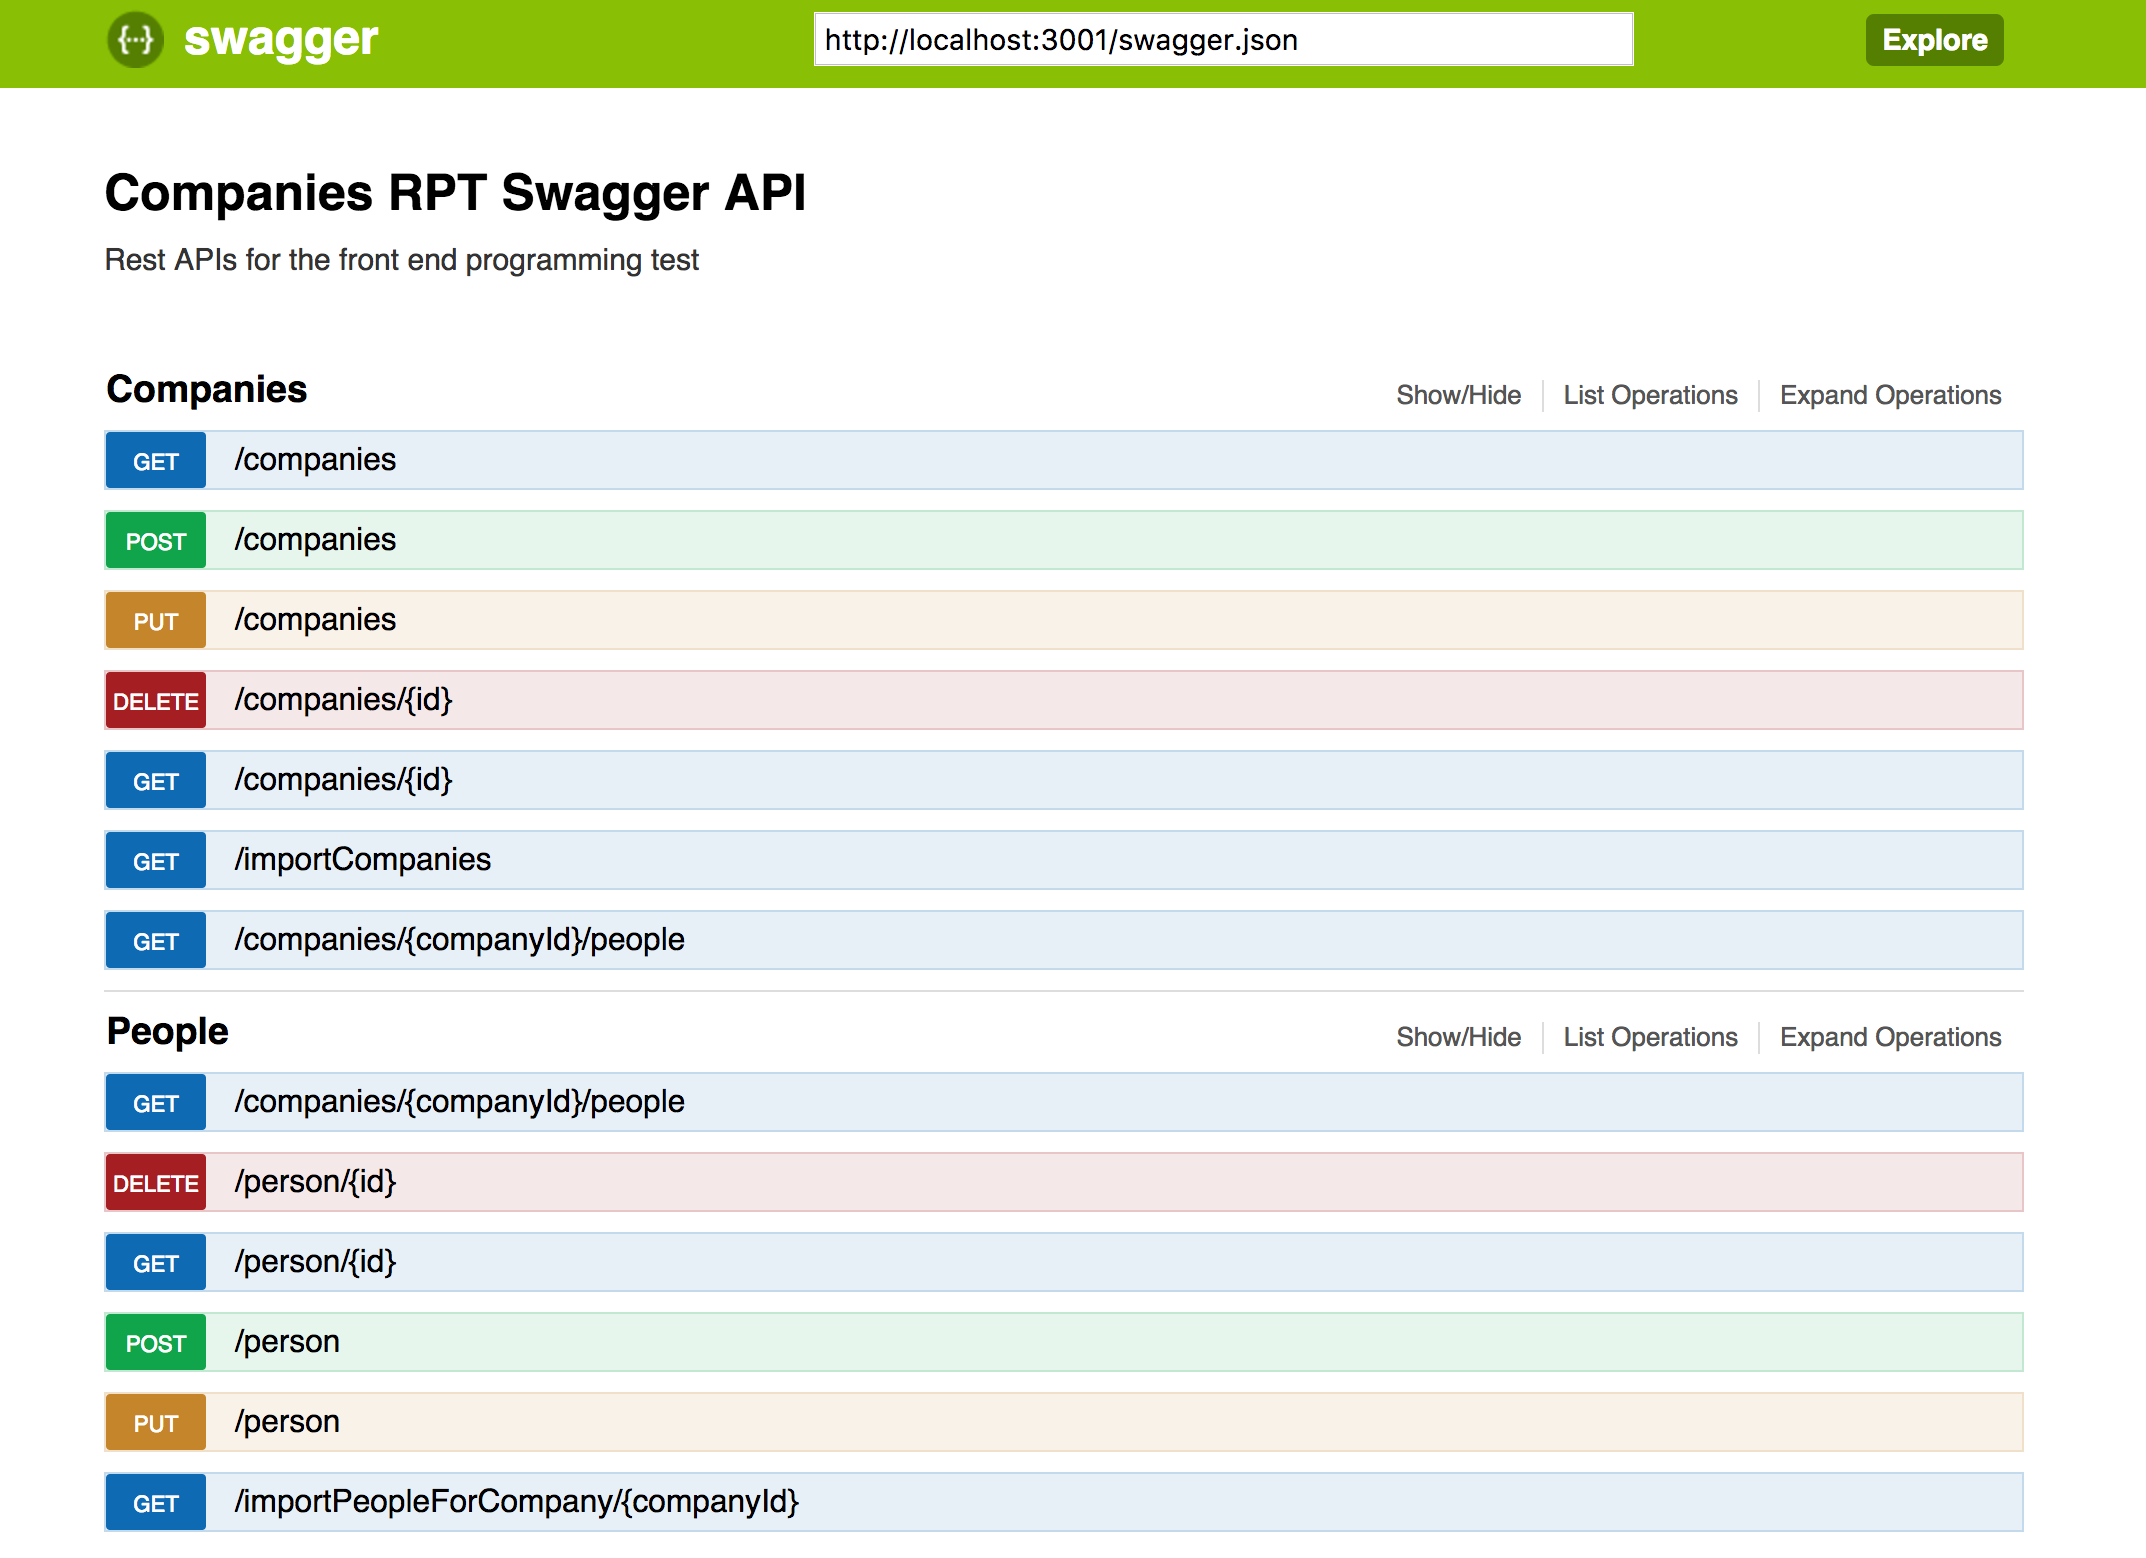 {···} swagger http://localhost:3001/swagger.json Explore
Companies RPT Swagger API
Rest APIs for the front end programming test
Companies Show/Hide List Operations Expand Operations
GET /companies
POST /companies
PUT /companies
DELETE /companies/{id}
GET /companies/{id}
GET /importCompanies
GET /companies/{companyId}/people
People Show/Hide List Operations Expand Operations
GET /companies/{companyId}/people
DELETE /person/{id}
GET /person/{id}
POST /person
PUT /person
GET /importPeopleForCompany/{companyId}